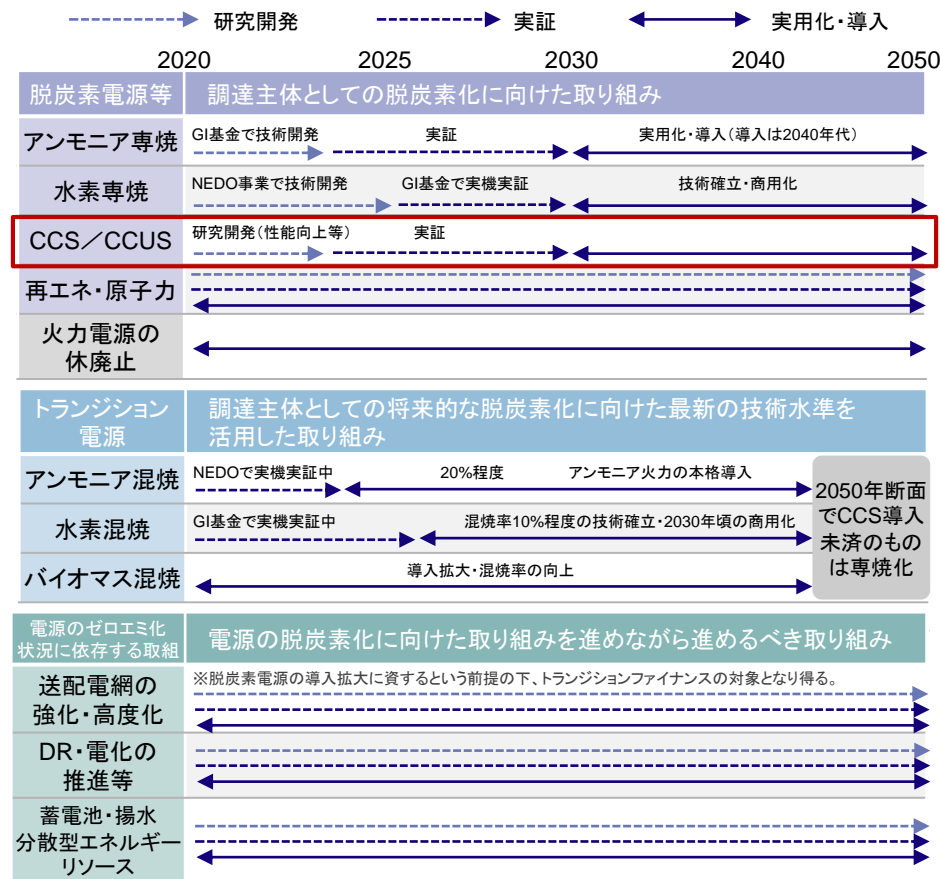 研究開発 実証 実用化・導入
2020 2025 2030 2040 2050
脱炭素電源等 調達主体としての脱炭素化に向けた取り組み
アンモニア専焼 GI基金で技術開発 実証 実用化・導入(導入は2040年代)
水素専焼 NEDO事業で技術開発 GI基金で実機実証 技術確立・商用化
CCS／CCUS 研究開発(性能向上等) 実証
再エネ・原子力
火力電源の
休廃止
トランジション
電源
調達主体としての将来的な脱炭素化に向けた最新の技術水準を
活用した取り組み
アンモニア混焼 NEDOで実機実証中 20%程度 アンモニア火力の本格導入
水素混焼 GI基金で実機実証中 混焼率10%程度の技術確立・2030年頃の商用化
バイオマス混焼 導入拡大・混焼率の向上
2050年断面
でCCS導入
未済のもの
は専焼化
電源のゼロエミ化
状況に依存する取組
電源の脱炭素化に向けた取り組みを進めながら進めるべき取り組み
送配電網の
強化・高度化
※脱炭素電源の導入拡大に資するという前提の下、トランジションファイナンスの対象となり得る。
DR・電化の
推進等
蓄電池・揚水
分散型エネルギー
リソース